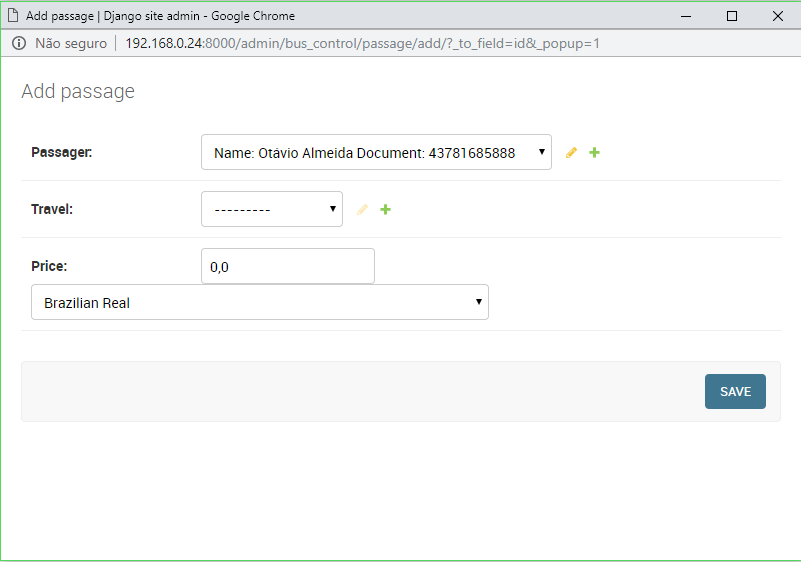 Add passage | Django site admin - Google Chrome
Não seguro | 192.168.0.24:8000/admin/bus_control/passage/add/?_to_field=id&_popup=1
Add passage
Passager: Name: Otávio Almeida Document: 43781685888
Travel: ---------
Price: 0,0
Brazilian Real
SAVE